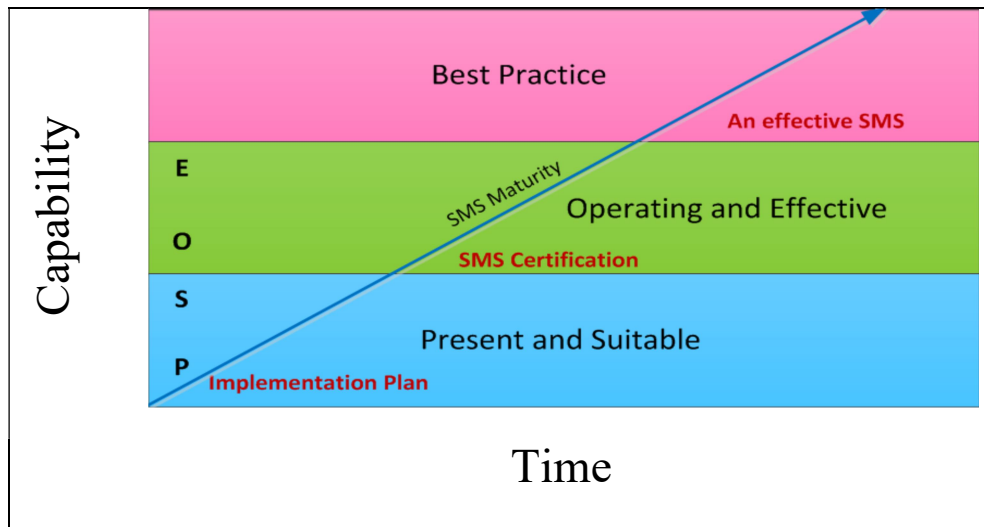 Best Practice
An effective SMS
E
SMS Maturity
Operating and Effective
O
SMS Certification
S
Present and Suitable
P
Implementation Plan
Capability
Time